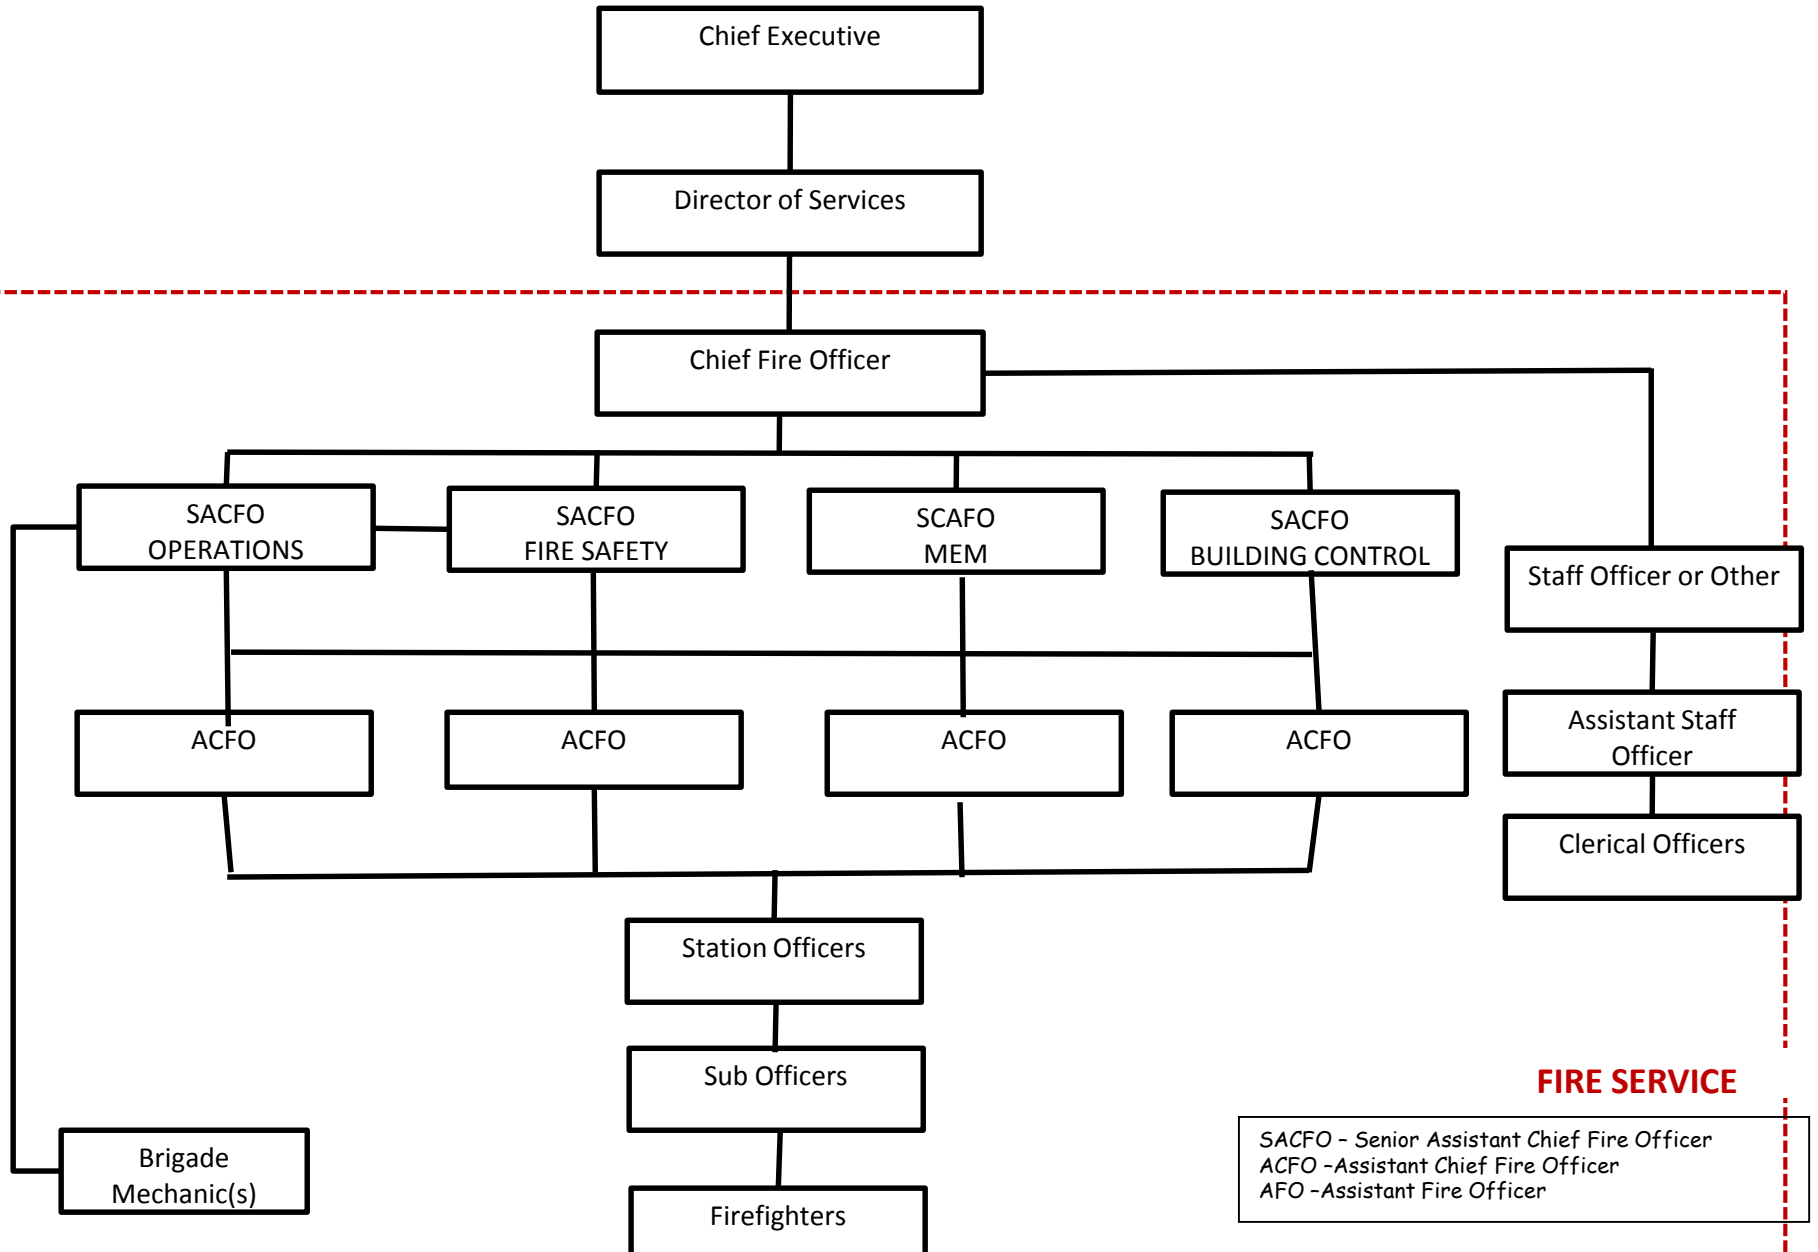 Chief Executive
Director of Services
Chief Fire Officer
SACFO
OPERATIONS
SACFO
FIRE SAFETY
SCAFO
MEM
SACFO
BUILDING CONTROL
Staff Officer or Other
ACFO
ACFO
ACFO
ACFO
Assistant Staff
Officer
Clerical Officers
Station Officers
Sub Officers
Brigade
Mechanic(s)
Firefighters
FIRE SERVICE
SACFO – Senior Assistant Chief Fire Officer
ACFO –Assistant Chief Fire Officer
AFO –Assistant Fire Officer